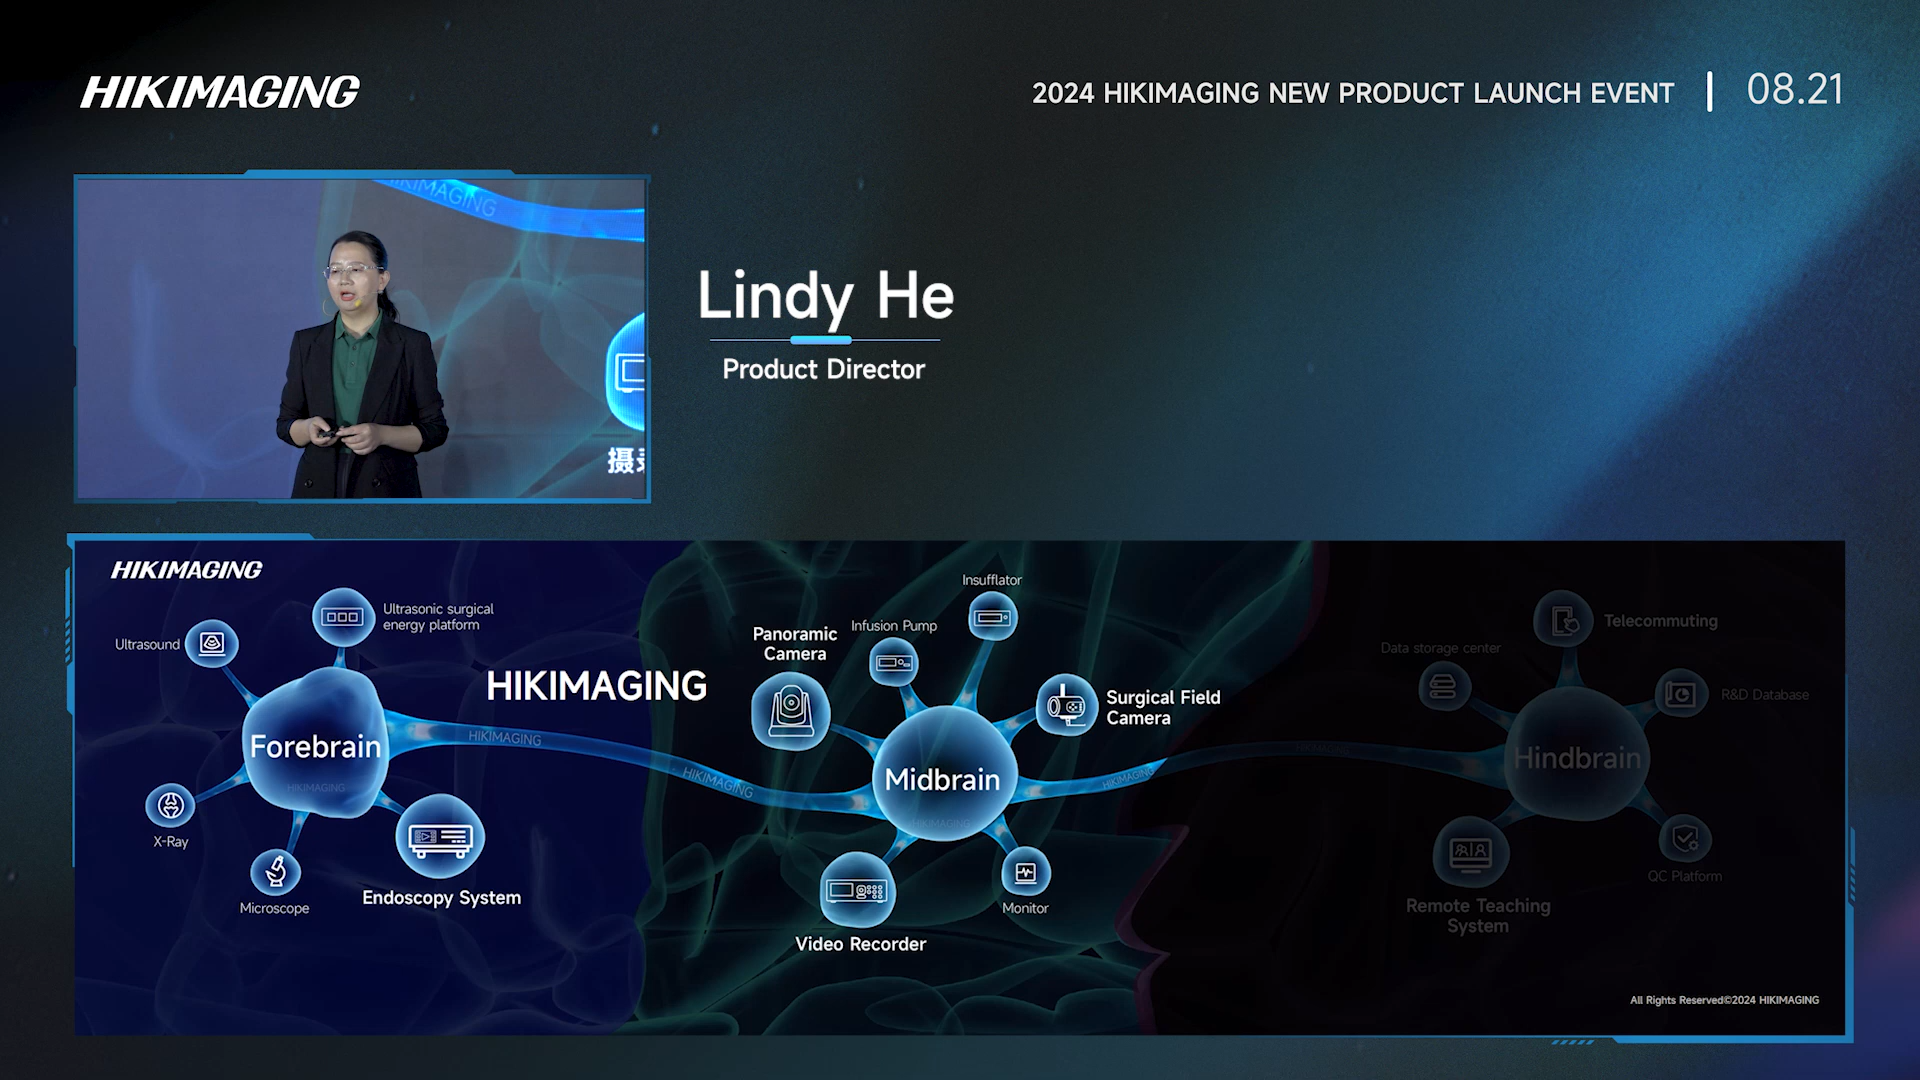 HIKIMAGING
2024 HIKIMAGING NEW PRODUCT LAUNCH EVENT | 08.21
HIKIMAGING
摄
Lindy He
Product Director
HIKIMAGING
Ultrasound
Ultrasonic surgical
energy platform
HIKIMAGING
Forebrain
HIKIMAGING
HIKIMAGING
HIKIMAGING
X-Ray
Microscope
Endoscopy System
Insufflator
Infusion Pump
Panoramic
Camera
Surgical Field
Camera
Midbrain
HIKIMAGING
HIKIMAGING
Video Recorder
Monitor
Telecommuting
Data storage center
R&D Database
HIKIMAGING
Hindbrain
QC Platform
Remote Teaching
System
All Rights Reserved©2024 HIKIMAGING